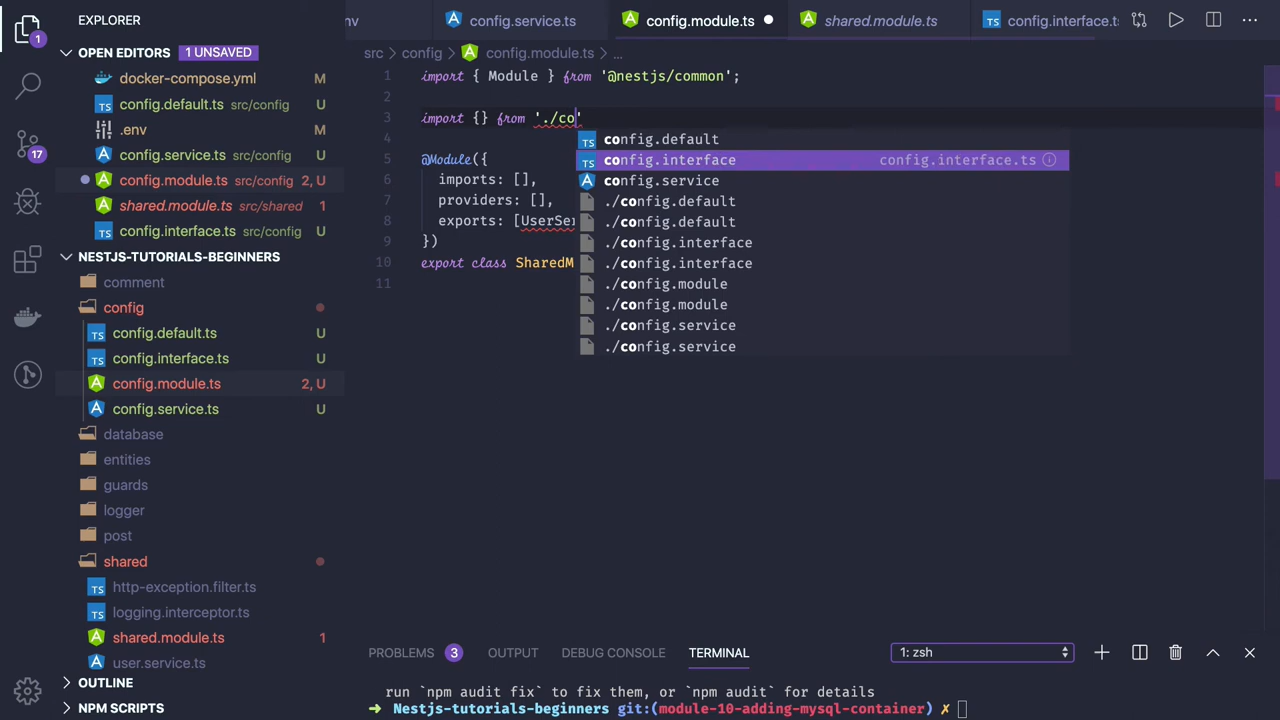 EXPLORER
OPEN EDITORS 1 UNSAVED
docker-compose.yml M
config.default.ts src/config U
.env M
config.service.ts src/config U
config.module.ts src/config 2, U
shared.module.ts src/shared 1
config.interface.ts src/config U
NESTJS-TUTORIALS-BEGINNERS
comment
config
config.default.ts U
config.interface.ts U
config.module.ts 2, U
config.service.ts U
database
entities
guards
logger
post
shared
http-exception.filter.ts
logging.interceptor.ts
shared.module.ts 1
user.service.ts
OUTLINE
NPM SCRIPTS
1
17
nv config.service.ts config.module.ts shared.module.ts config.interface.ts
src config config.module.ts ...
1 import { Module } from '@nestjs/common';
2
3 import {} from './co'
4
5 @Module({
6 imports: [],
7 providers: [],
8 exports: [UserSer
9 })
10 export class SharedM
11
config.default
config.interface config.interface.ts
config.service
./config.default
./config.default
./config.interface
./config.interface
./config.module
./config.module
./config.service
./config.service
PROBLEMS 3 OUTPUT DEBUG CONSOLE TERMINAL 1: zsh
run `npm audit fix` to fix them, or `npm audit` for details
➜ Nestjs-tutorials-beginners git:(module-10-adding-mysql-container) ✗